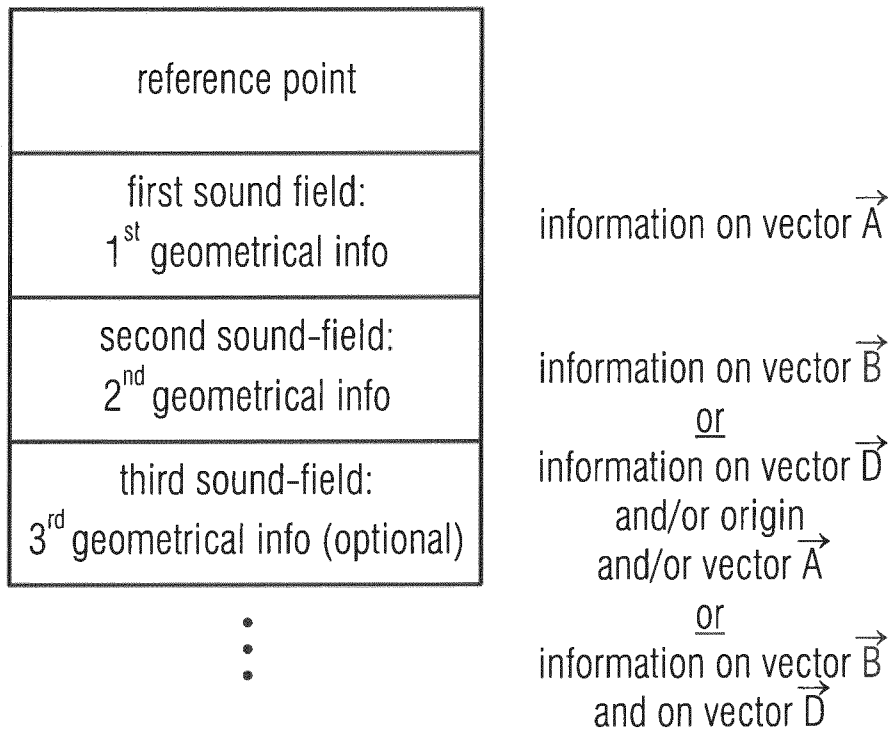 reference point
first sound field:
1st geometrical info
second sound-field:
2nd geometrical info
third sound-field:
3rd geometrical info (optional)
information on vector A⃗
information on vector B⃗
or
information on vector D⃗
and/or origin
and/or vector A⃗
or
information on vector B⃗
and on vector D⃗